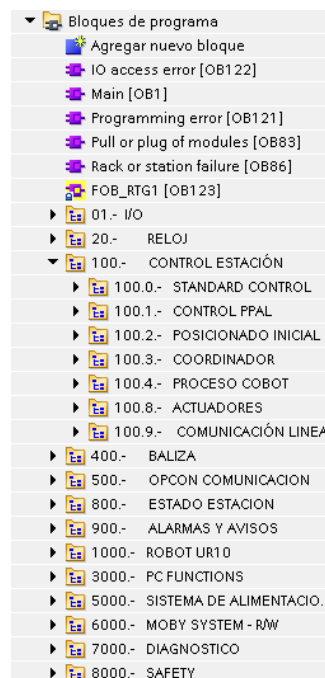 Bloques de programa
Agregar nuevo bloque
IO access error [OB122]
Main [OB1]
Programming error [OB121]
Pull or plug of modules [OB83]
Rack or station failure [OB86]
FOB_RTG1 [OB123]
01.- I/O
20.- RELOJ
100.- CONTROL ESTACIÓN
100.0.- STANDARD CONTROL
100.1.- CONTROL PPAL
100.2.- POSICIONADO INICIAL
100.3.- COORDINADOR
100.4.- PROCESO COBOT
100.8.- ACTUADORES
100.9.- COMUNICACIÓN LINEA
400.- BALIZA
500.- OPCON COMUNICACION
800.- ESTADO ESTACION
900.- ALARMAS Y AVISOS
1000.- ROBOT UR10
3000.- PC FUNCTIONS
5000.- SISTEMA DE ALIMENTACIO...
6000.- MOBY SYSTEM - R/W
7000.- DIAGNOSTICO
8000.- SAFETY